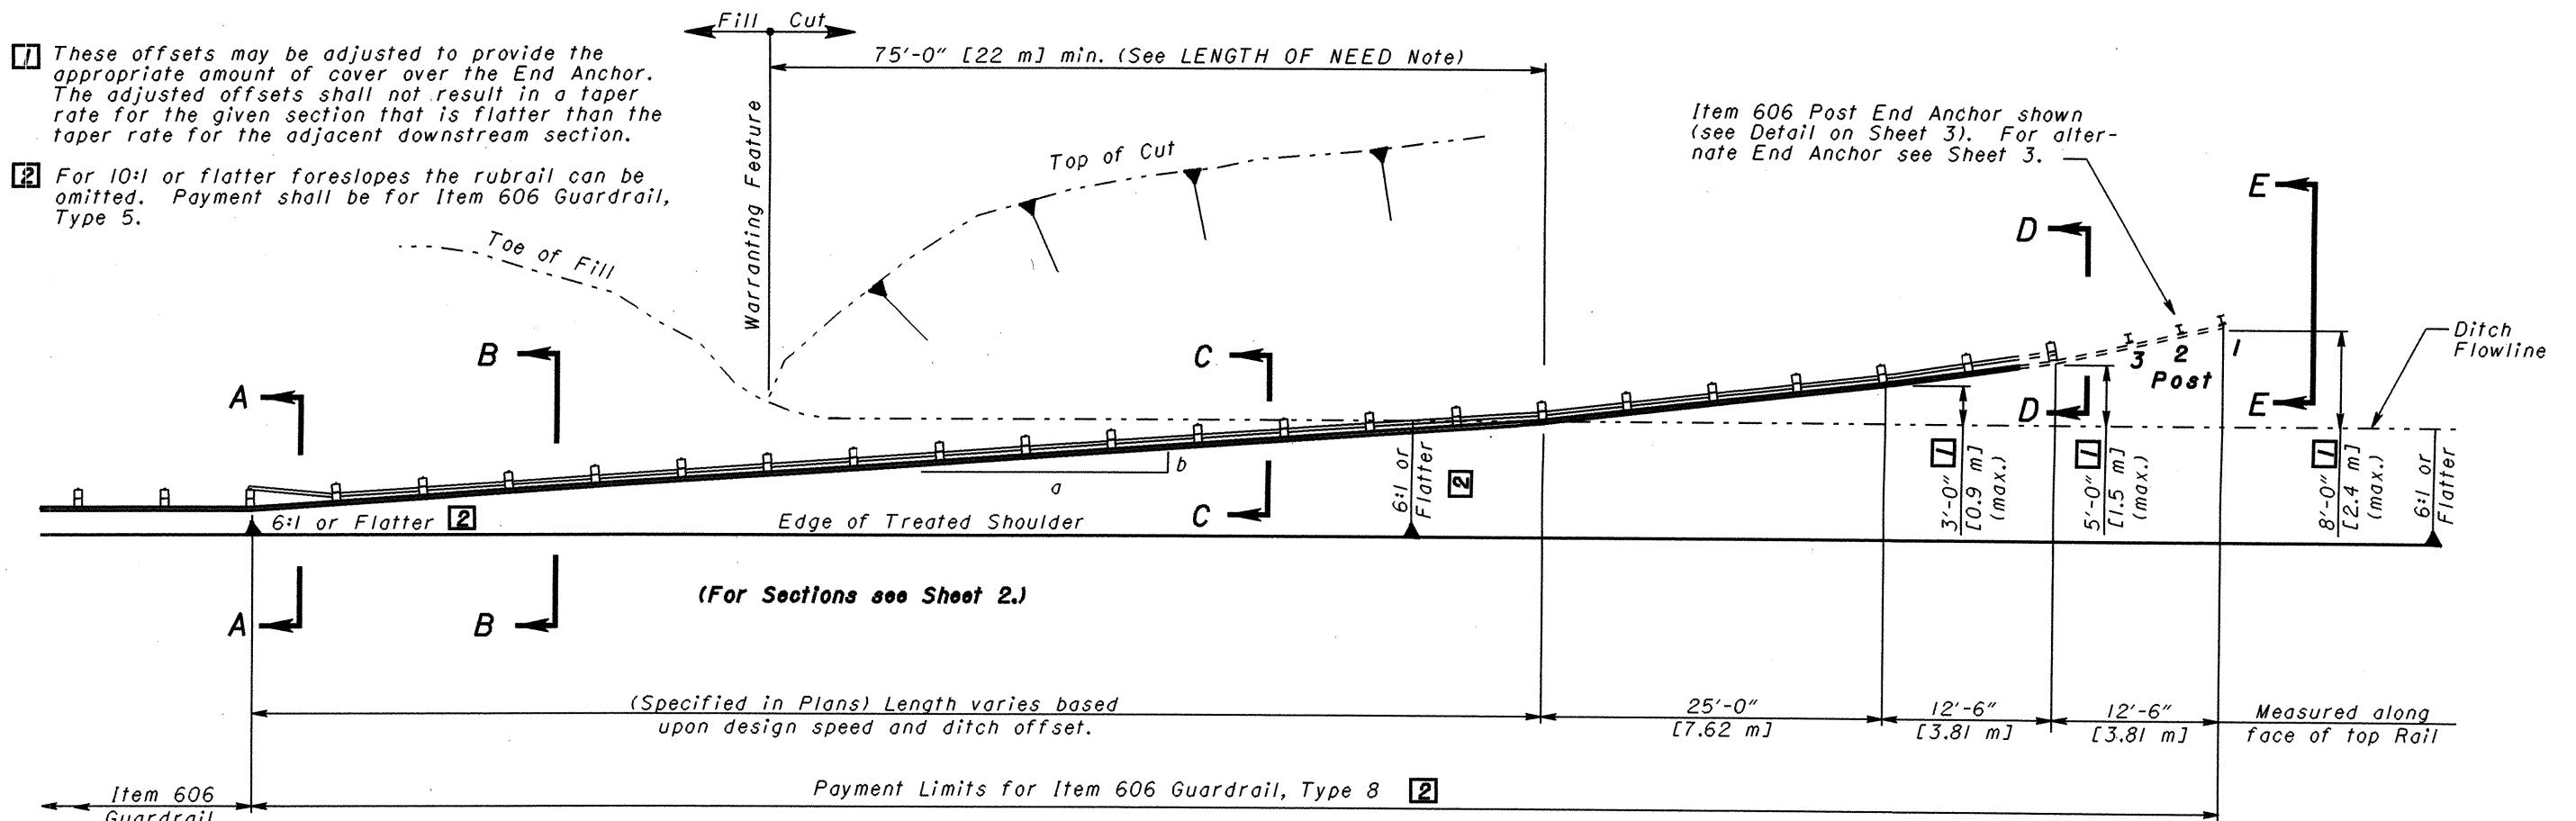 Fill Cut
1 These offsets may be adjusted to provide the
appropriate amount of cover over the End Anchor.
The adjusted offsets shall not result in a taper
rate for the given section that is flatter than the
taper rate for the adjacent downstream section.
2 For 10:1 or flatter foreslopes the rubrail can be
omitted. Payment shall be for Item 606 Guardrail,
Type 5.
75'-0" [22 m] min. (See LENGTH OF NEED Note)
Warranting Feature
Toe of Fill
Top of Cut
Item 606 Post End Anchor shown
(see Detail on Sheet 3). For alter-
nate End Anchor see Sheet 3.
E
D
Ditch
Flowline
3 2 1
Post
B
C
A
D
E
b
a
6:1 or
Flatter
2
3'-0" 1
[0.9 m]
(max.)
5'-0" 1
[1.5 m]
(max.)
8'-0" 1
[2.4 m]
(max.)
6:1 or
Flatter
6:1 or Flatter 2
Edge of Treated Shoulder
C
(For Sections see Sheet 2.)
A
B
(Specified in Plans) Length varies based
upon design speed and ditch offset.
25'-0"
[7.62 m]
12'-6"
[3.81 m]
12'-6"
[3.81 m]
Measured along
face of top Rail
Item 606
Guardrail
Payment Limits for Item 606 Guardrail, Type 8 2